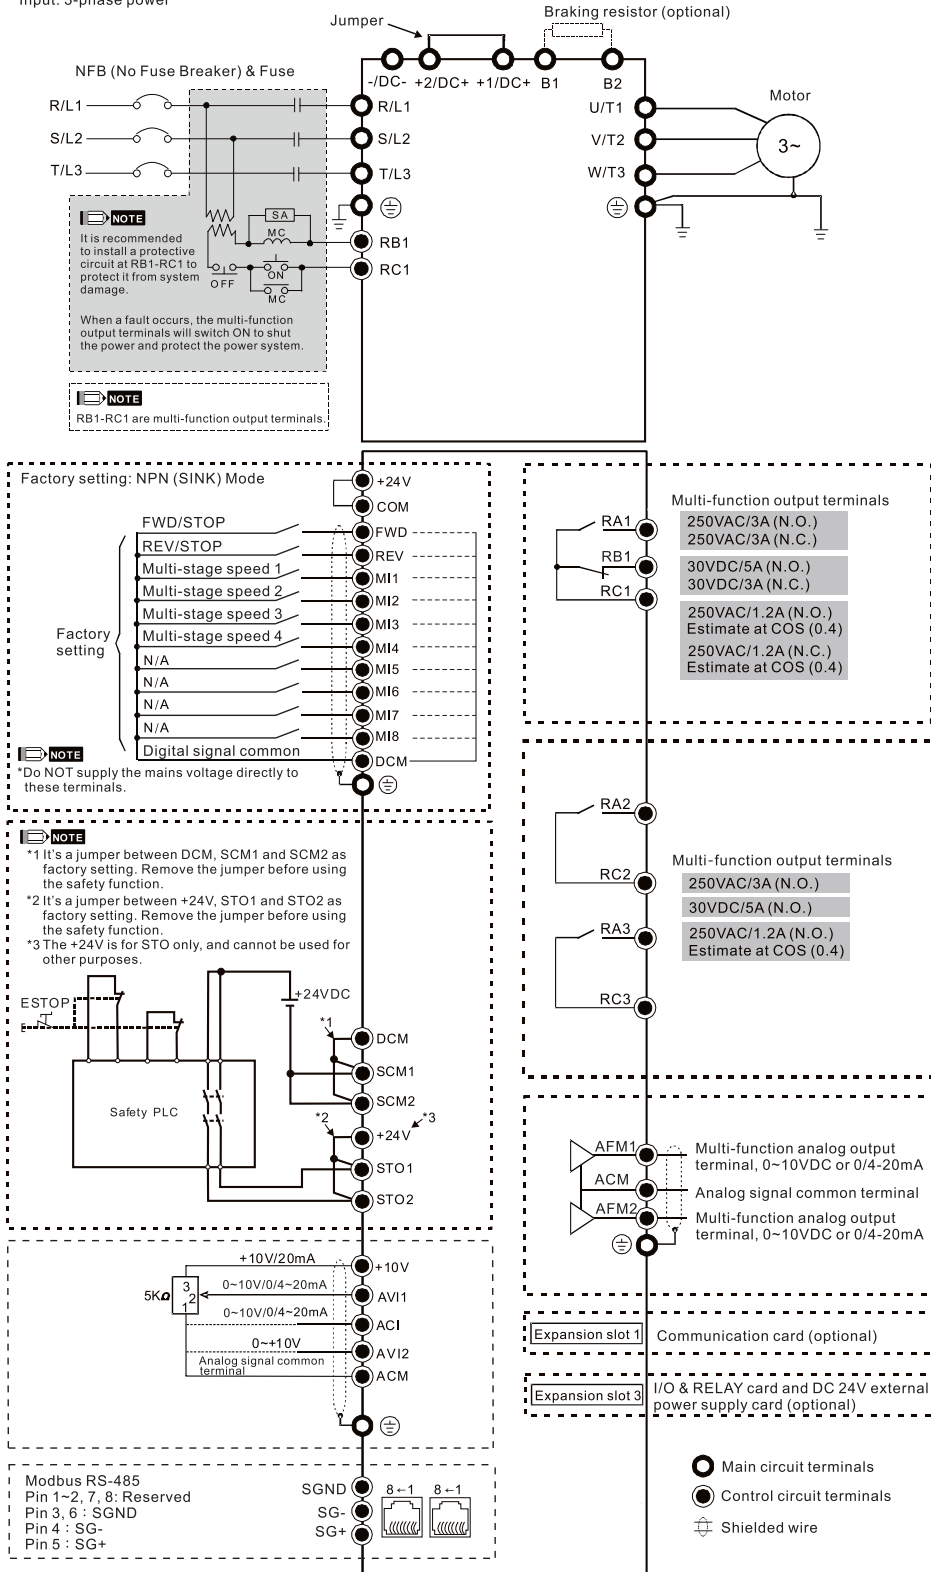 Input: 3-phase power
Jumper
Braking resistor (optional)
-/DC- +2/DC+ +1/DC+ B1 B2
NFB (No Fuse Breaker) & Fuse
R/L1
S/L2
T/L3
R/L1
S/L2
T/L3
RB1
RC1
U/T1
V/T2
W/T3
Motor
3~
SA
MC
ON
OFF
MC
NOTE
It is recommended
to install a protective
circuit at RB1-RC1 to
protect it from system
damage.
When a fault occurs, the multi-function
output terminals will switch ON to shut
the power and protect the power system.
NOTE
RB1-RC1 are multi-function output terminals.
Factory setting: NPN (SINK) Mode
+24V
COM
FWD/STOP
FWD
REV/STOP
REV
Multi-stage speed 1
MI1
Multi-stage speed 2
MI2
Multi-stage speed 3
MI3
Multi-stage speed 4
MI4
Factory
setting
N/A
MI5
N/A
MI6
N/A
MI7
N/A
MI8
Digital signal common
DCM
NOTE
*Do NOT supply the mains voltage directly to
these terminals.
NOTE
*1 It's a jumper between DCM, SCM1 and SCM2 as
factory setting. Remove the jumper before using
the safety function.
*2 It's a jumper between +24V, STO1 and STO2 as
factory setting. Remove the jumper before using
the safety function.
*3 The +24V is for STO only, and cannot be used for
other purposes.
ESTOP
+24VDC
Safety PLC
*1
DCM
SCM1
SCM2
*2
*3
+24V
STO1
STO2
+10V/20mA
+10V
5KΩ
3
2
1
0~10V/0/4~20mA
AVI1
0~10V/0/4~20mA
ACI
0~+10V
AVI2
Analog signal common
terminal
ACM
Modbus RS-485
Pin 1~2, 7, 8: Reserved
Pin 3, 6 : SGND
Pin 4 : SG-
Pin 5 : SG+
SGND
SG-
SG+
8←1
8←1
RA1
RB1
RC1
Multi-function output terminals
250VAC/3A (N.O.)
250VAC/3A (N.C.)
30VDC/5A (N.O.)
30VDC/3A (N.C.)
250VAC/1.2A (N.O.)
Estimate at COS (0.4)
250VAC/1.2A (N.C.)
Estimate at COS (0.4)
RA2
RC2
RA3
RC3
Multi-function output terminals
250VAC/3A (N.O.)
30VDC/5A (N.O.)
250VAC/1.2A (N.O.)
Estimate at COS (0.4)
AFM1
Multi-function analog output
terminal, 0~10VDC or 0/4-20mA
ACM
Analog signal common terminal
AFM2
Multi-function analog output
terminal, 0~10VDC or 0/4-20mA
Expansion slot 1
Communication card (optional)
Expansion slot 3
I/O & RELAY card and DC 24V external
power supply card (optional)
Main circuit terminals
Control circuit terminals
Shielded wire